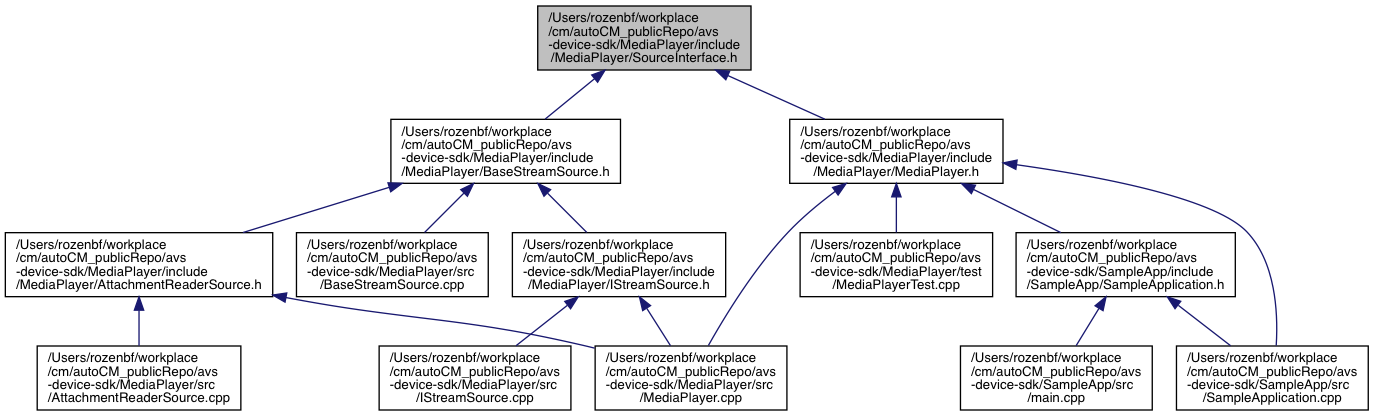 /Users/rozenbf/workplace
/cm/autoCM_publicRepo/avs
-device-sdk/MediaPlayer/include
/MediaPlayer/SourceInterface.h
/Users/rozenbf/workplace
/cm/autoCM_publicRepo/avs
-device-sdk/MediaPlayer/include
/MediaPlayer/BaseStreamSource.h
/Users/rozenbf/workplace
/cm/autoCM_publicRepo/avs
-device-sdk/MediaPlayer/include
/MediaPlayer/MediaPlayer.h
/Users/rozenbf/workplace
/cm/autoCM_publicRepo/avs
-device-sdk/MediaPlayer/include
/MediaPlayer/AttachmentReaderSource.h
/Users/rozenbf/workplace
/cm/autoCM_publicRepo/avs
-device-sdk/MediaPlayer/src
/BaseStreamSource.cpp
/Users/rozenbf/workplace
/cm/autoCM_publicRepo/avs
-device-sdk/MediaPlayer/include
/MediaPlayer/IStreamSource.h
/Users/rozenbf/workplace
/cm/autoCM_publicRepo/avs
-device-sdk/MediaPlayer/test
/MediaPlayerTest.cpp
/Users/rozenbf/workplace
/cm/autoCM_publicRepo/avs
-device-sdk/SampleApp/include
/SampleApp/SampleApplication.h
/Users/rozenbf/workplace
/cm/autoCM_publicRepo/avs
-device-sdk/MediaPlayer/src
/AttachmentReaderSource.cpp
/Users/rozenbf/workplace
/cm/autoCM_publicRepo/avs
-device-sdk/MediaPlayer/src
/IStreamSource.cpp
/Users/rozenbf/workplace
/cm/autoCM_publicRepo/avs
-device-sdk/MediaPlayer/src
/MediaPlayer.cpp
/Users/rozenbf/workplace
/cm/autoCM_publicRepo/avs
-device-sdk/SampleApp/src
/main.cpp
/Users/rozenbf/workplace
/cm/autoCM_publicRepo/avs
-device-sdk/SampleApp/src
/SampleApplication.cpp